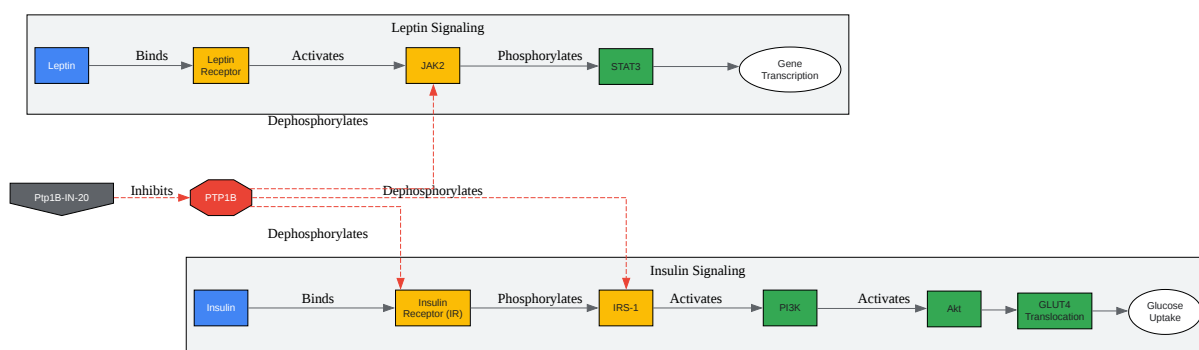 Leptin Signaling
Leptin
Binds
Leptin
Receptor
Activates
JAK2
Phosphorylates
STAT3
Gene
Transcription
Dephosphorylates
Ptp1B-IN-20
Inhibits
PTP1B
Dephosphorylates
Dephosphorylates
Insulin Signaling
Insulin
Binds
Insulin
Receptor (IR)
Phosphorylates
IRS-1
Activates
PI3K
Activates
Akt
GLUT4
Translocation
Glucose
Uptake